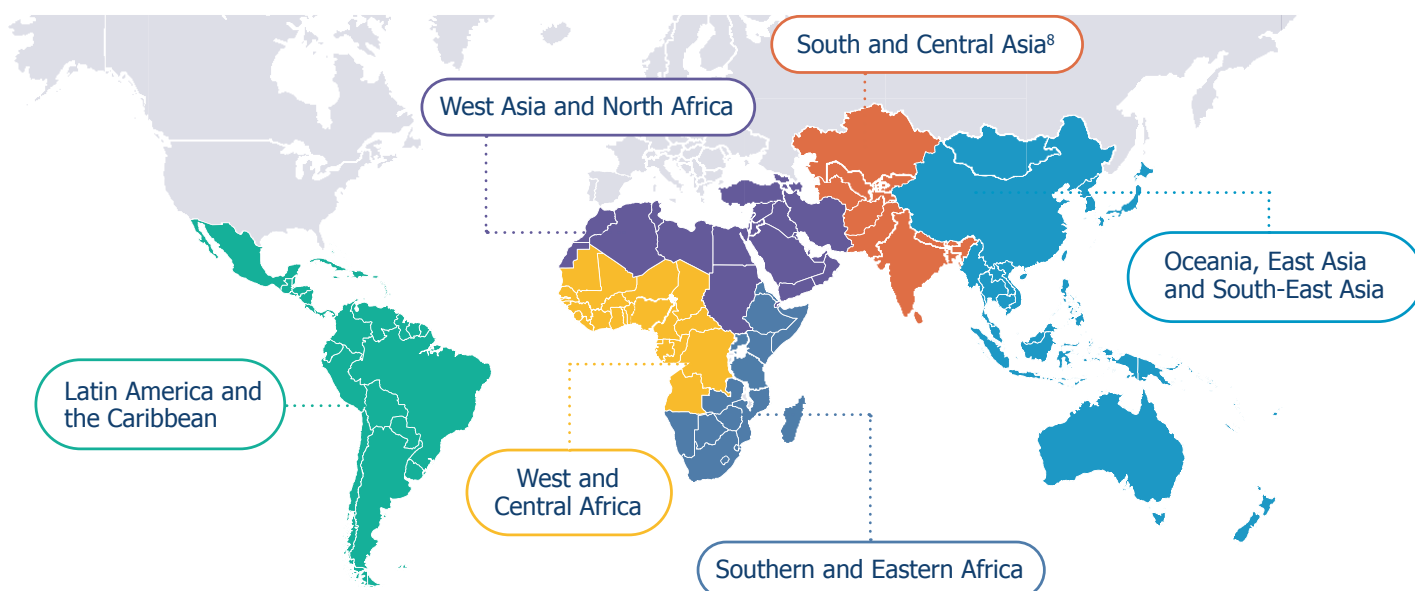 South and Central Asia⁸
West Asia and North Africa
Oceania, East Asia
and South-East Asia
Latin America and
the Caribbean
West and
Central Africa
Southern and Eastern Africa